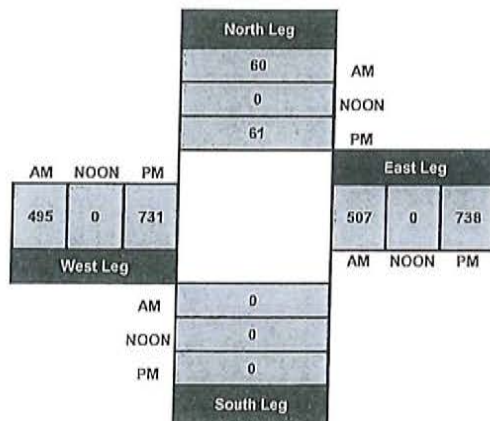 North Leg
60 AM
0 NOON
61 PM
AM NOON PM
East Leg
495 0 731
507 0 738
West Leg
AM NOON PM
AM 0
NOON 0
PM 0
South Leg